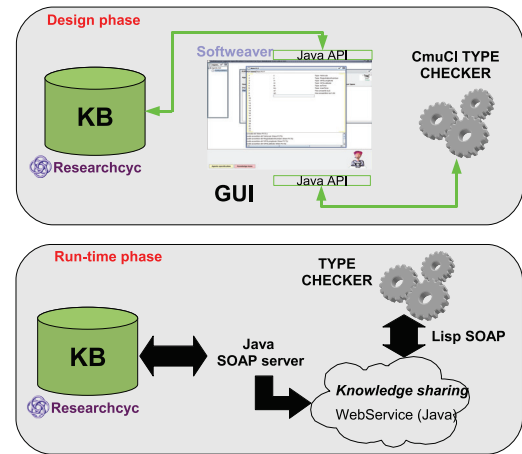 Design phase
Softweaver
Java API
CmuCl TYPE
CHECKER
KB
Researchcyc
Java API
GUI
Run-time phase
TYPE
CHECKER
KB
Java
SOAP server
Lisp SOAP
Researchcyc
Knowledge sharing
WebService (Java)